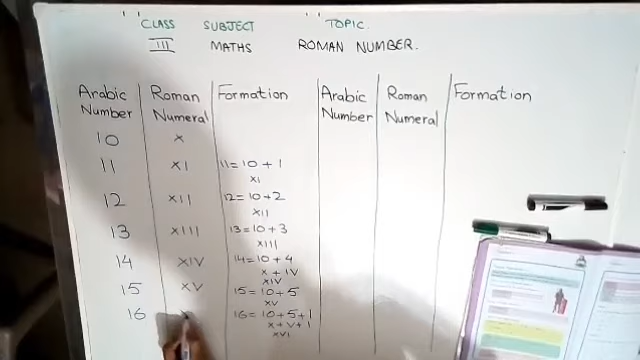 CLASS SUBJECT TOPIC.
III MATHS ROMAN NUMBER.
Arabic Number Roman Numeral Formation Arabic Number Roman Numeral Formation
10 X
11 XI 11=10+1
XI
12 XII 12=10+2
XII
13 XIII 13=10+3
XIII
14 XIV 14=10+4
X+IV
XIV
15 XV 15=10+5
XV
16 16=10+5+1
X+V+1
XVI